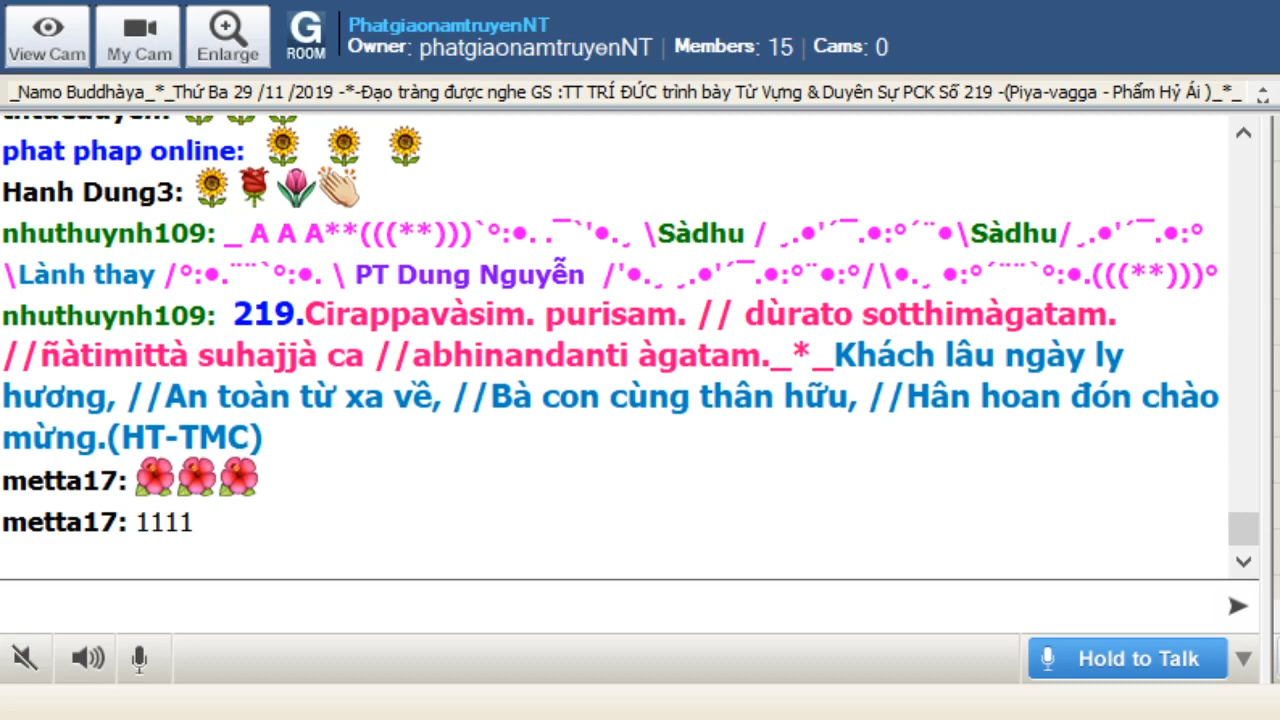 View Cam
My Cam
Enlarge
G
ROOM
PhatgiaonamtruyenNT
Owner: phatgiaonamtruyenNT | Members: 15 | Cams: 0
_Namo Buddhàya_*_Thứ Ba 29 /11 /2019 -*-Đạo tràng được nghe GS :TT TRÍ ĐỨC trình bày Từ Vựng & Duyên Sự PCK Số 219 -(Piya-vagga - Phẩm Hỷ Ái )_*_
phat phap online: 🌻 🌻 🌻
Hanh Dung3: 🌻🌹🌷👏
nhuthuynh109: _ A A A**(((**)))`°:•. .¯`'•.¸ \Sàdhu / ¸.•'´¯.•:°´¨•\Sàdhu/¸.•'´¯.•:°
\Lành thay /°:•.¨¨`°:•. \ PT Dung Nguyễn /'•.¸ ¸.•'´¯.•:°¨•:°/\•.¸ •:°´¨¨`°:•.(((**)))°
nhuthuynh109: 219.Cirappavàsim. purisam. // dùrato sotthimàgatam.
//ñàtimittà suhajjà ca //abhinandanti àgatam._*_Khách lâu ngày ly
hương, //An toàn từ xa về, //Bà con cùng thân hữu, //Hân hoan đón chào
mừng.(HT-TMC)
metta17: 🌺🌺🌺
metta17: 1111
Hold to Talk